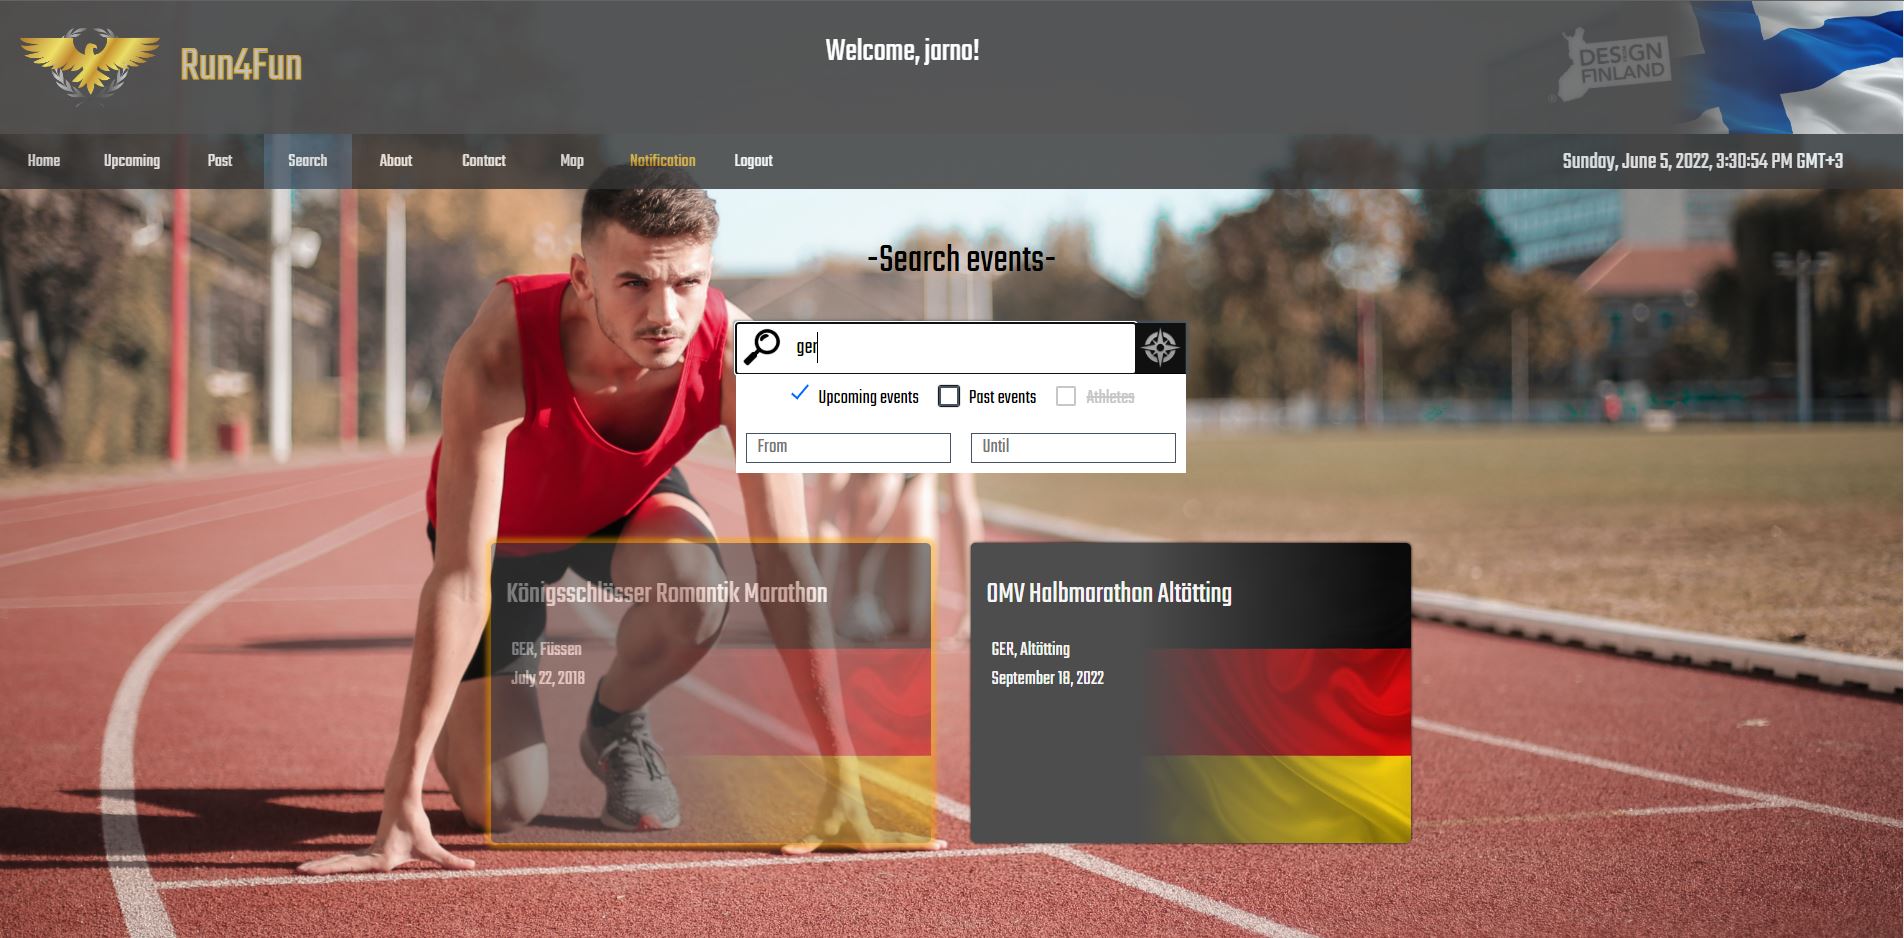 Run4Fun
Welcome, jarno!
DESIGN
FINLAND
Home Upcoming Past Search About Contact Map Notification Logout
Sunday, June 5, 2022, 3:30:54 PM GMT+3
-Search events-
ger
Upcoming events Past events Athletes
From Until
Königsschlösser Romantik Marathon
GER, Füssen
July 22, 2018
OMV Halbmarathon Altötting
GER, Altötting
September 18, 2022